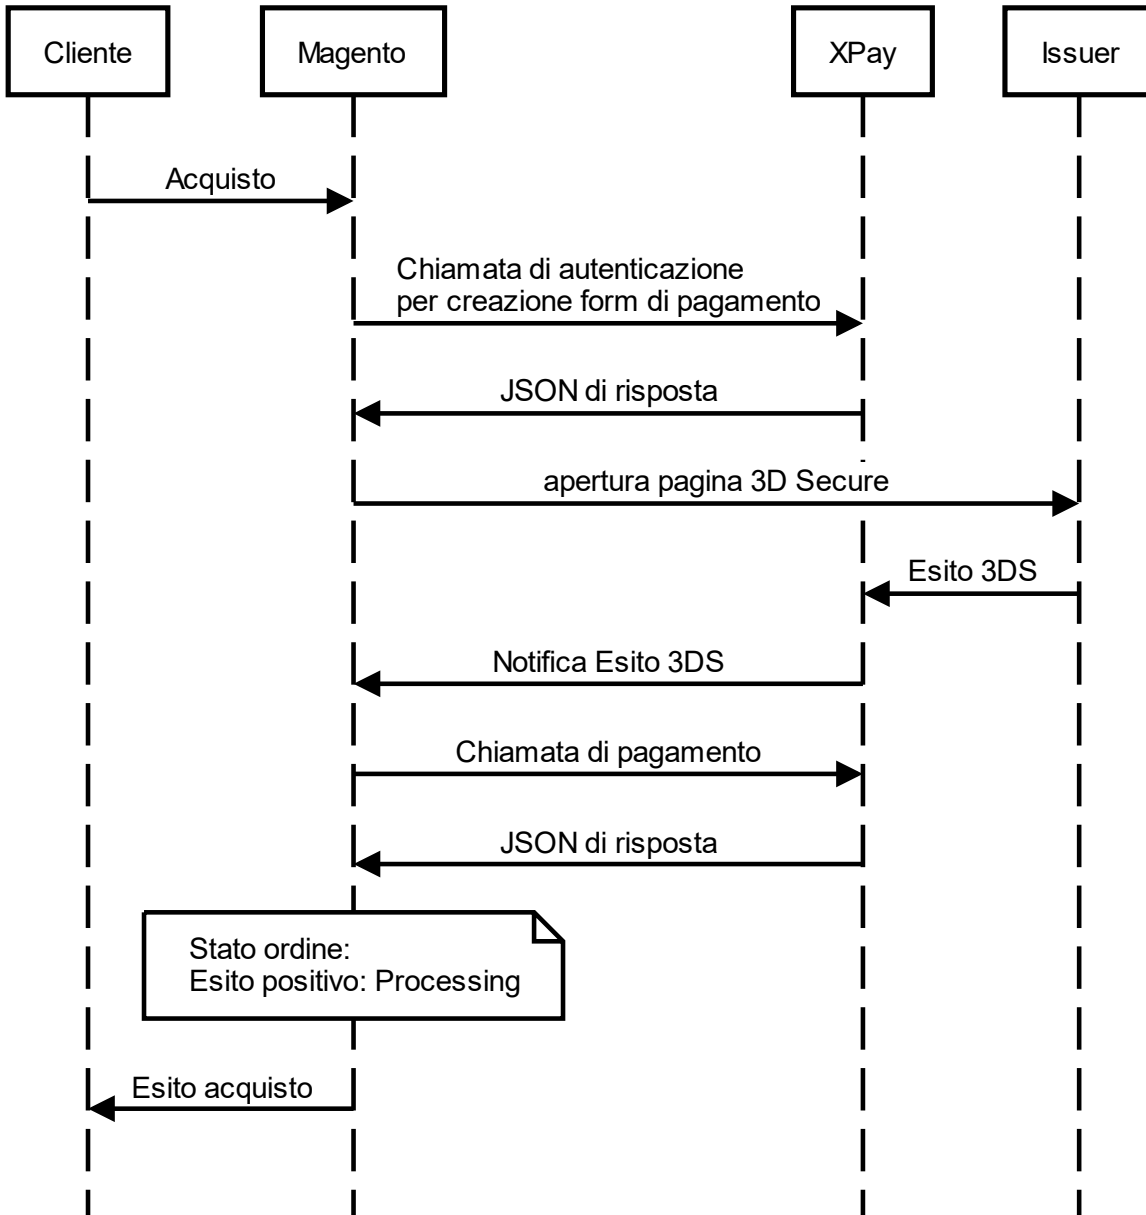 Cliente
Magento
XPay
Issuer
Acquisto
Chiamata di autenticazione
per creazione form di pagamento
JSON di risposta
apertura pagina 3D Secure
Esito 3DS
Notifica Esito 3DS
Chiamata di pagamento
JSON di risposta
Stato ordine:
Esito positivo: Processing
Esito acquisto